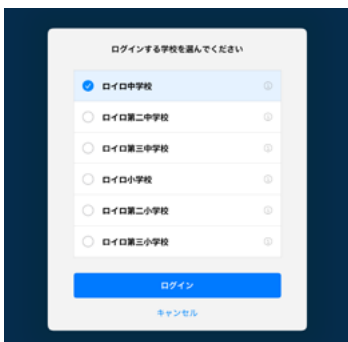 ログインする学校を選んでください
ロイロ中学校
ロイロ第二中学校
ロイロ第三中学校
ロイロ小学校
ロイロ第二小学校
ロイロ第三小学校
ログイン
キャンセル